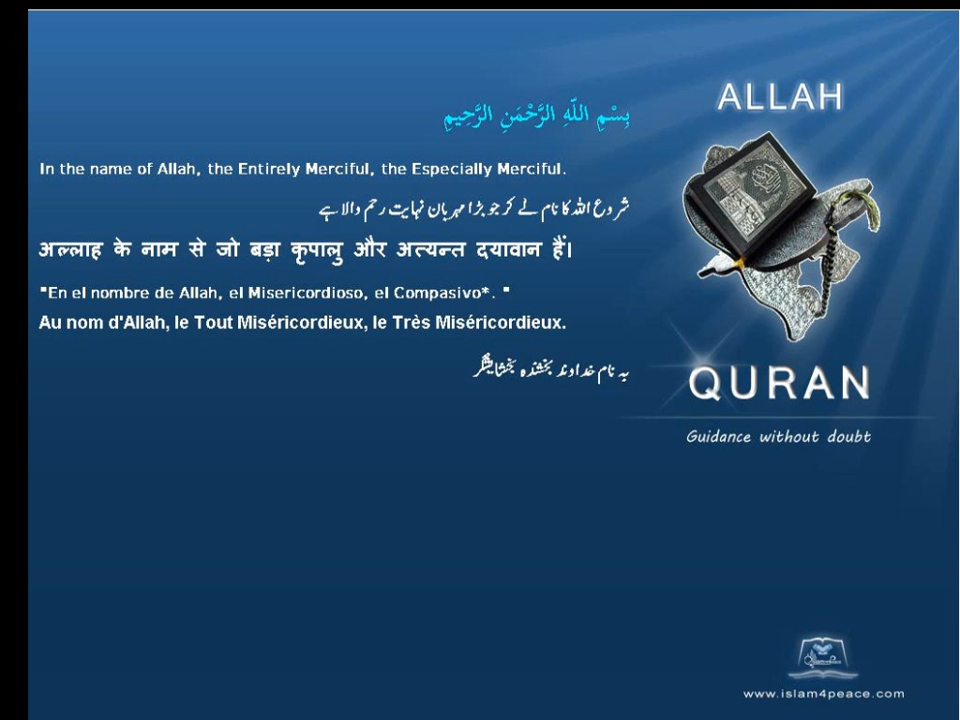 بِسْمِ اللَّهِ الرَّحْمَنِ الرَّحِيمِ
In the name of Allah, the Entirely Merciful, the Especially Merciful.
شروع اللہ کا نام لے کر جو بڑا مہربان نہایت رحم والا ہے
अल्लाह के नाम से जो बड़ा कृपालु और अत्यन्त दयावान हैं।
"En el nombre de Allah, el Misericordioso, el Compasivo*. "
Au nom d'Allah, le Tout Miséricordieux, le Très Miséricordieux.
به نام خداوند بخشنده بخشایشگر
ALLAH
QURAN
Guidance without doubt
www.islam4peace.com